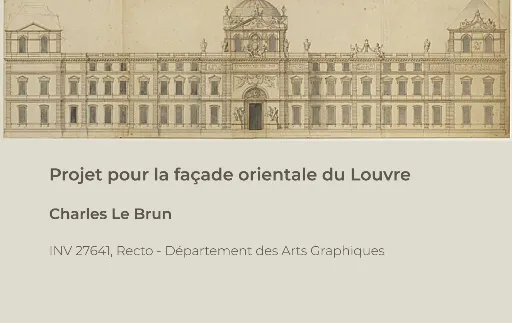 Projet pour la façade orientale du Louvre
Charles Le Brun
INV 27641, Recto - Département des Arts Graphiques